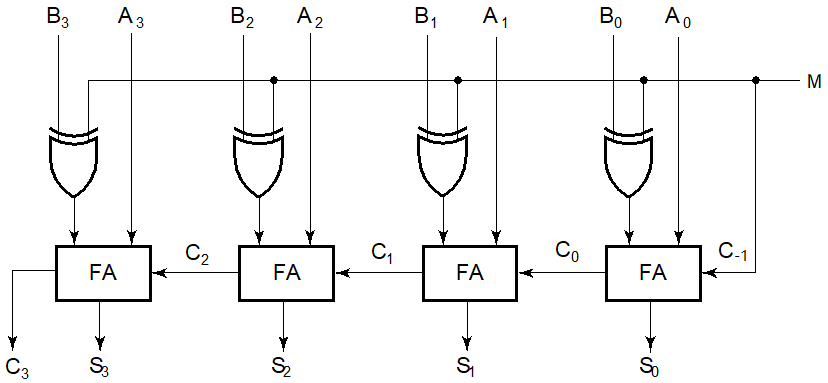 B3 A3 B2 A2 B1 A1 B0 A0
M
C2 C1 C0 C-1
FA FA FA FA
C3 S3 S2 S1 S0